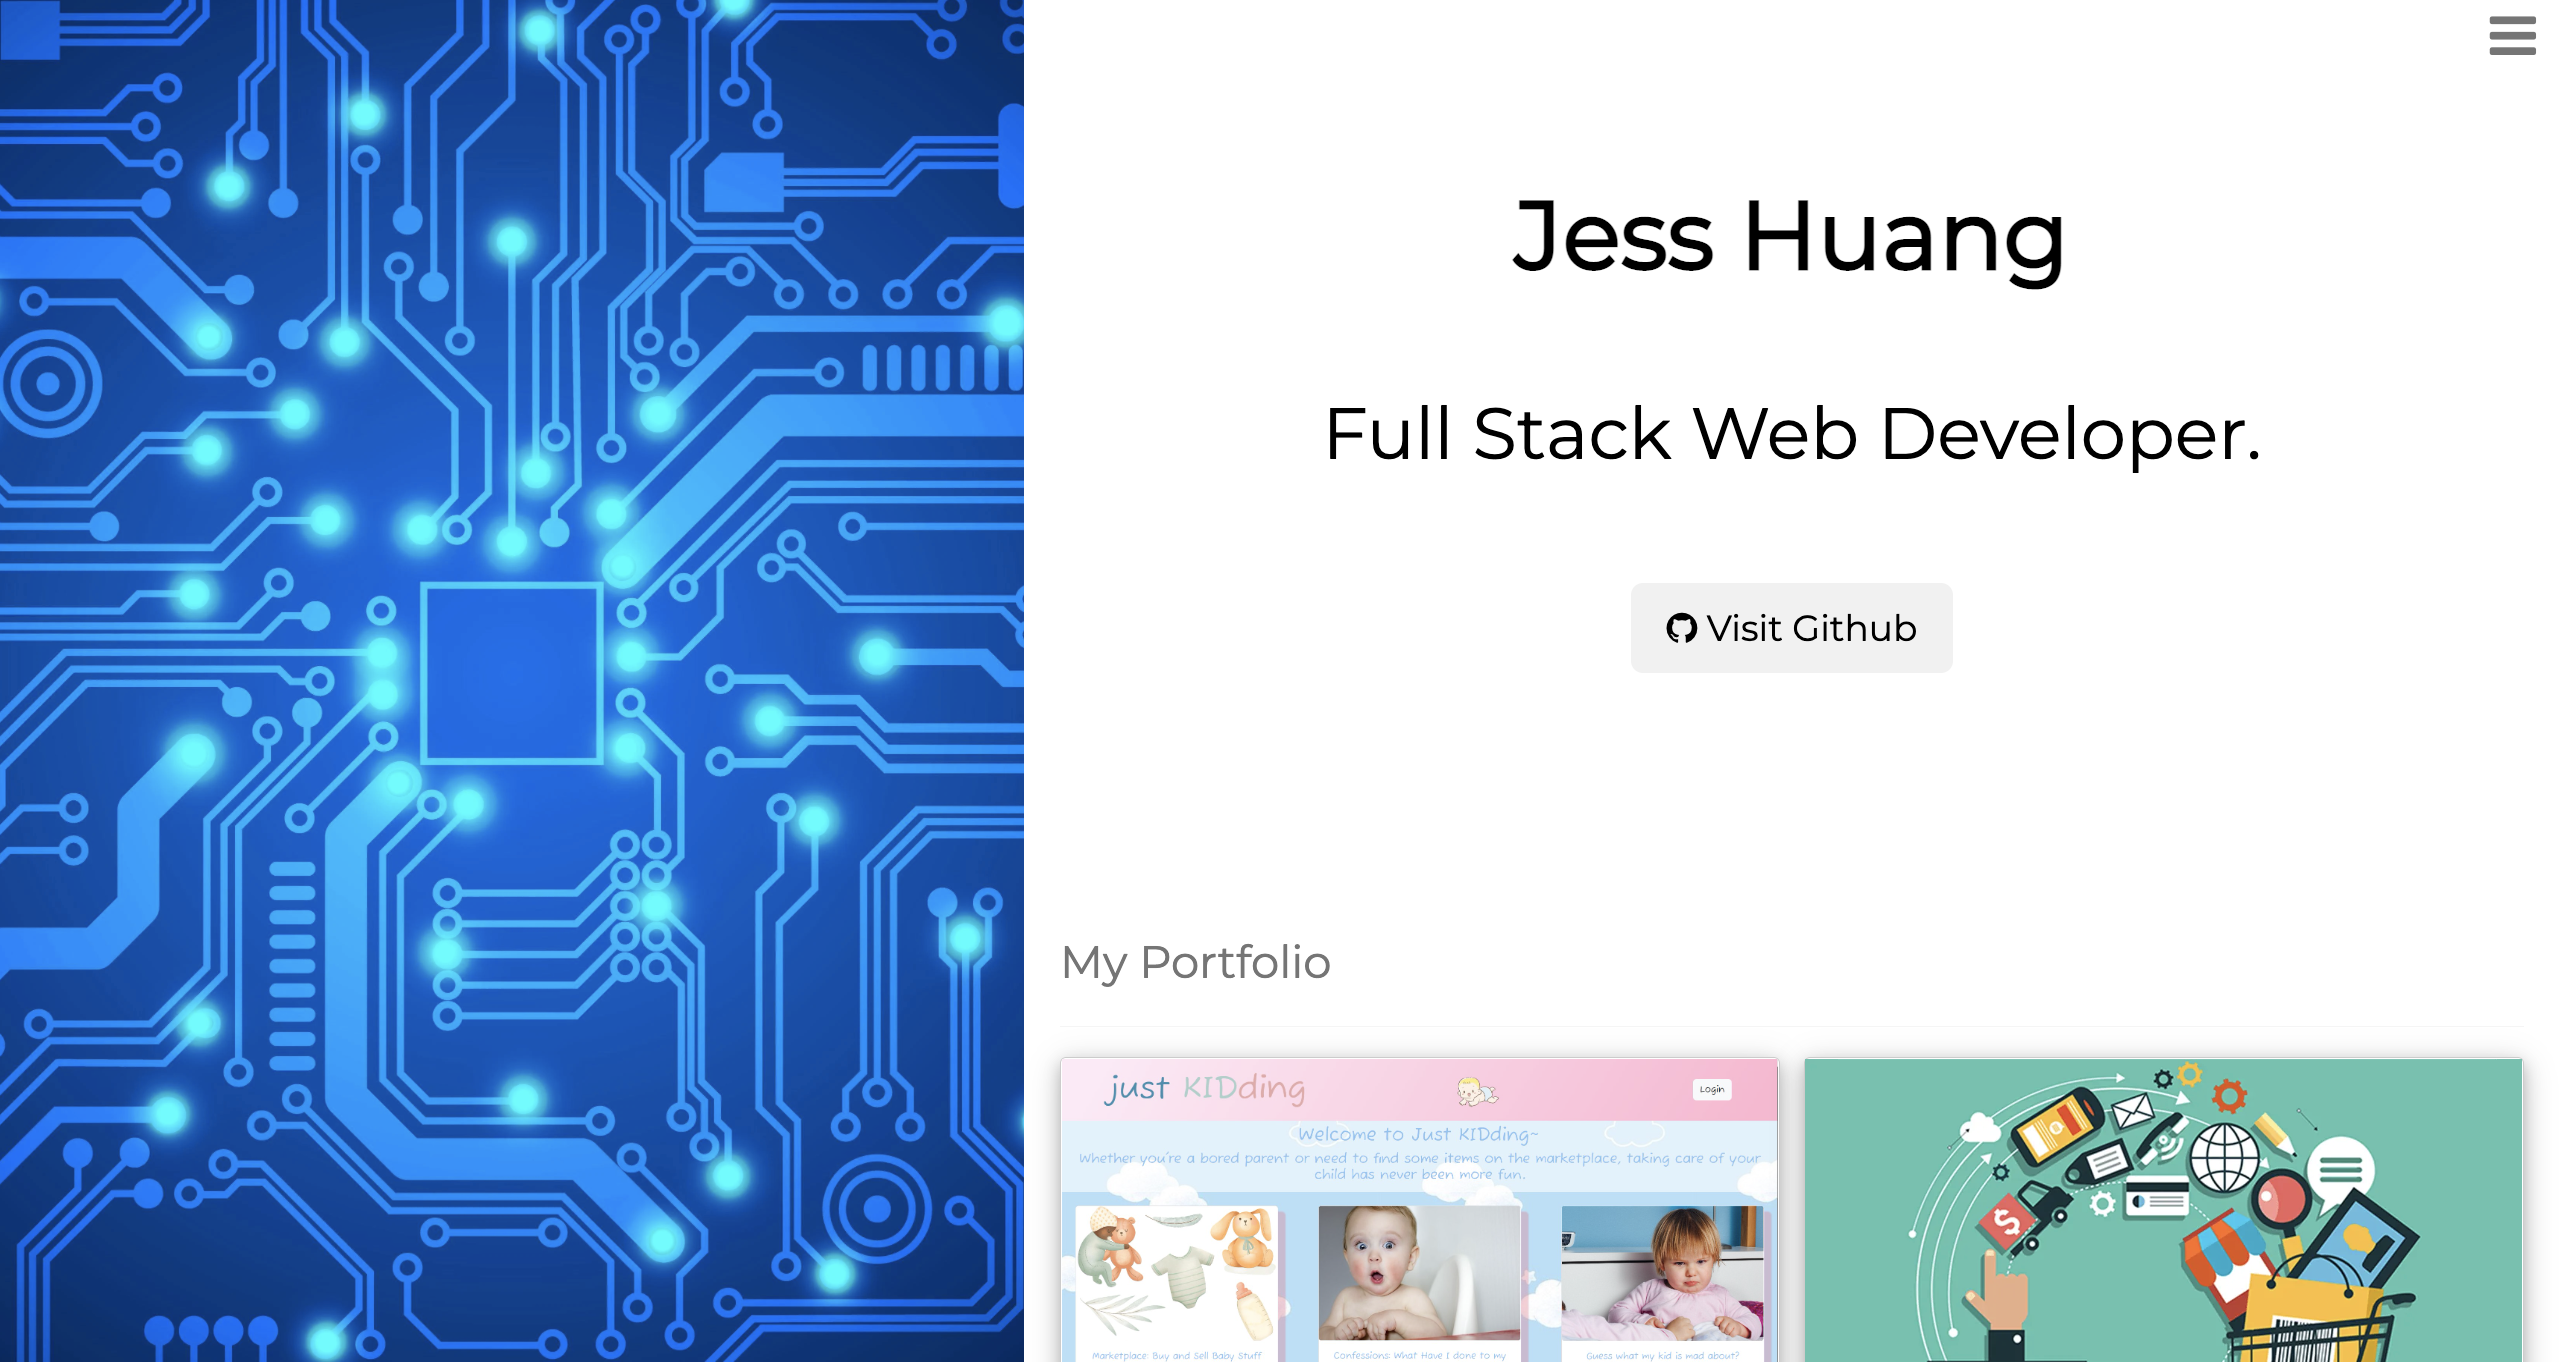 Jess Huang
Full Stack Web Developer.
Visit Github
My Portfolio
just KIDding
Login
Welcome to Just KIDding~
Whether you're a bored parent or need to find some items on the marketplace, taking care of your
child has never been more fun.
Marketplace: Buy and Sell Baby Stuff
Confessions: What Have I done to my
Guess what my kid is mad about?